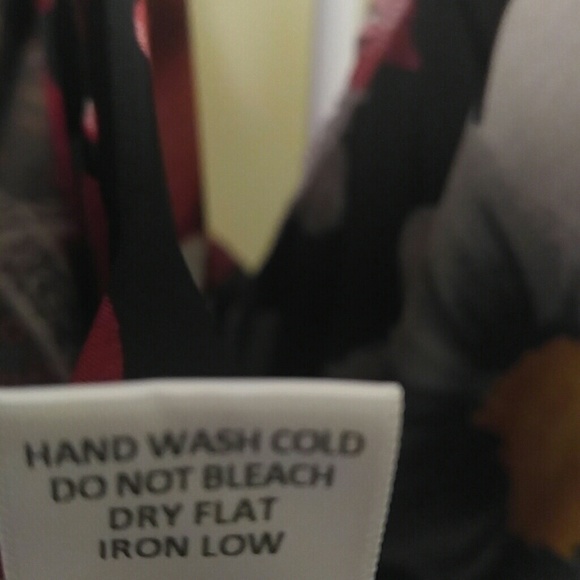 HAND WASH COLD
DO NOT BLEACH
DRY FLAT
IRON LOW